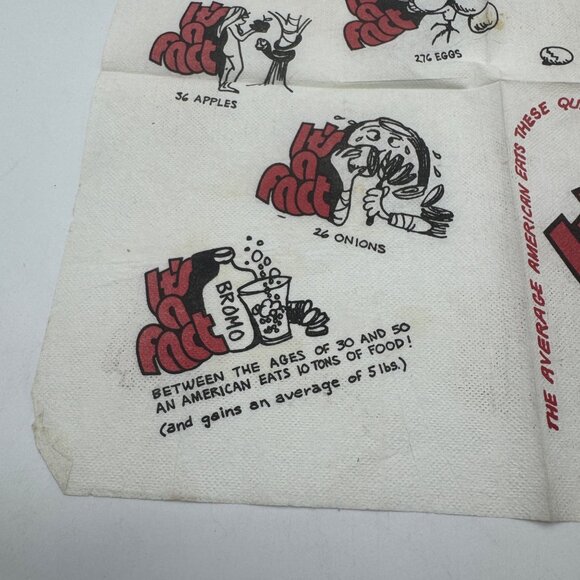 It's
a
fact
36 APPLES
It's
a
fact
276 EGGS
It's
a
fact
26 ONIONS
THE AVERAGE AMERICAN EATS THESE QU
It's
a
fact
BROMO
BETWEEN THE AGES OF 30 AND 50
AN AMERICAN EATS 10 TONS OF FOOD!
(and gains an average of 5 lbs.)